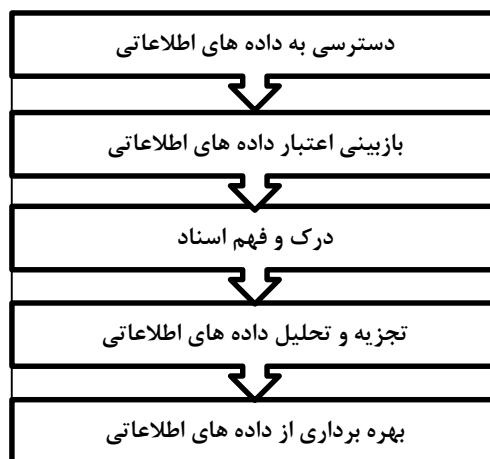 دسترسی به داده های اطلاعاتی
بازبینی اعتبار داده های اطلاعاتی
درک و فهم اسناد
تجزیه و تحلیل داده های اطلاعاتی
بهره برداری از داده های اطلاعاتی